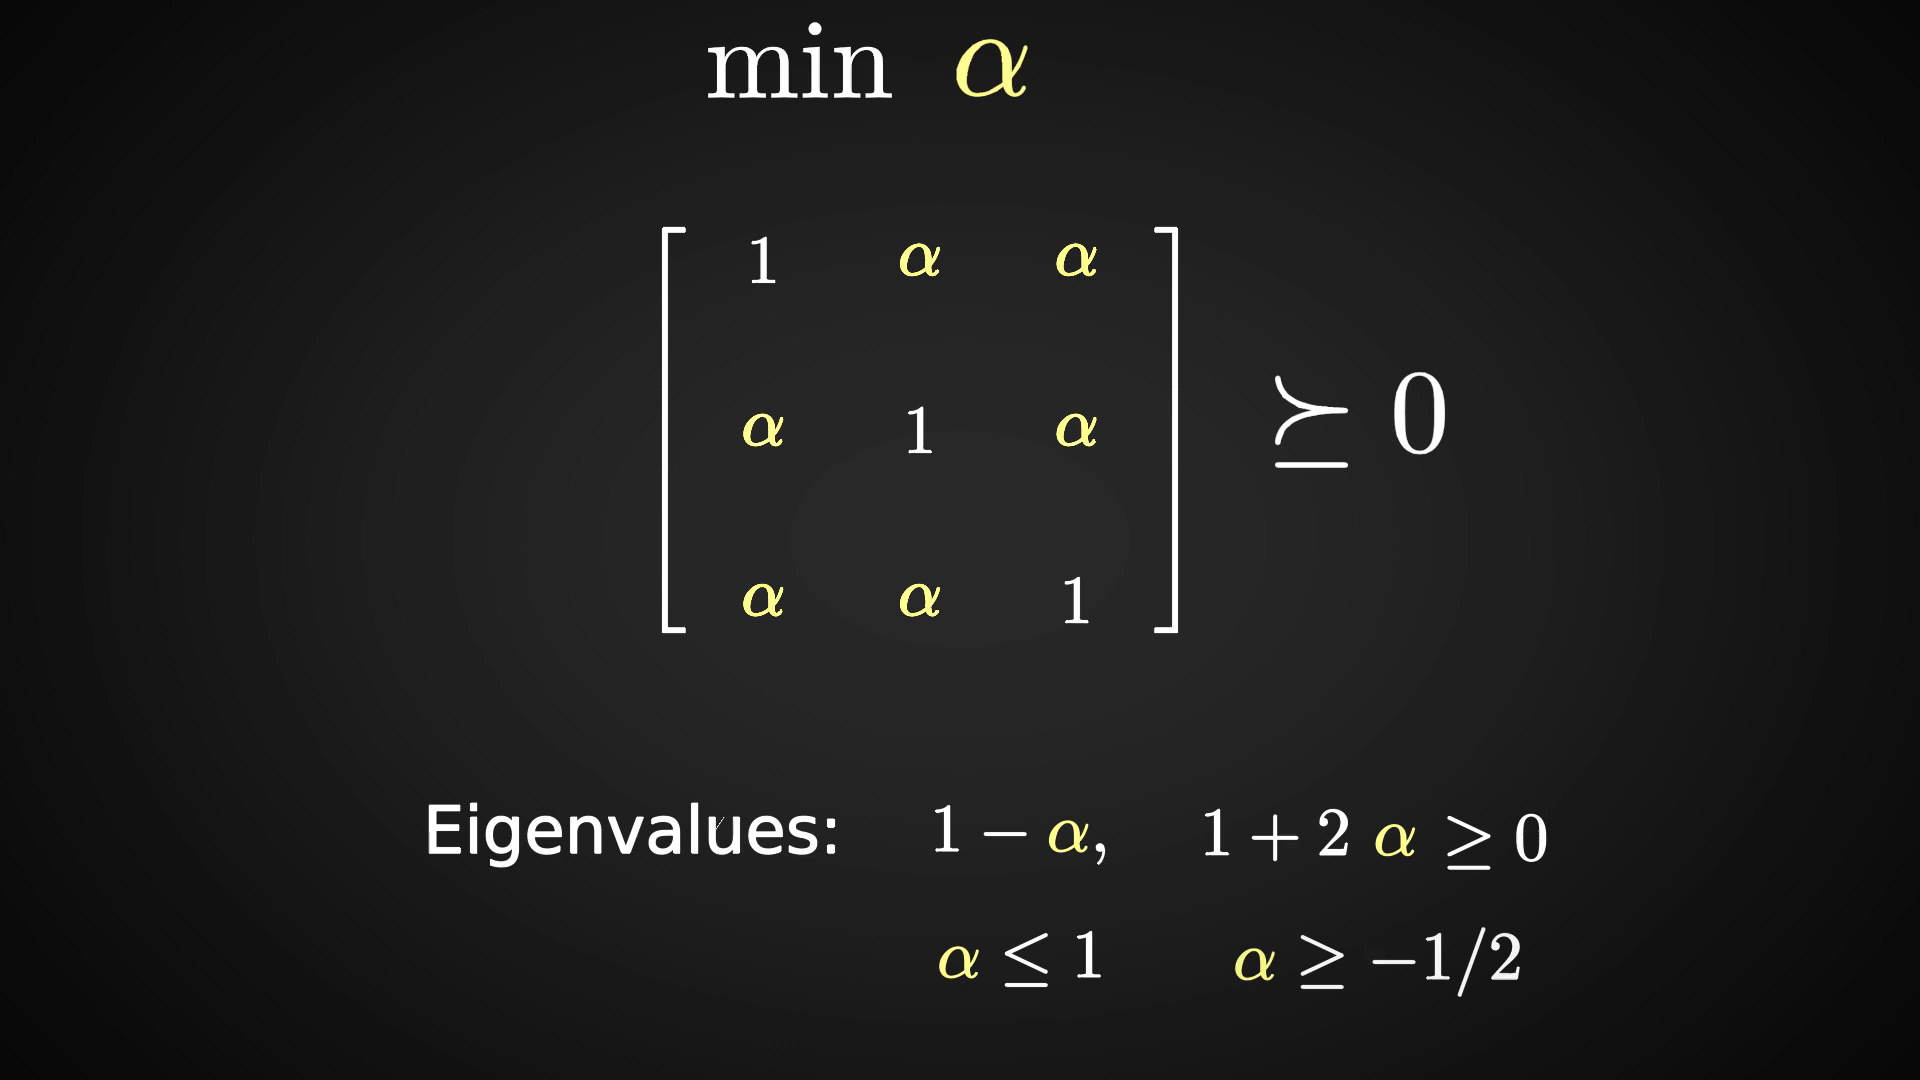 min α
1 α α
α 1 α ⪰ 0
α α 1
Eigenvalues: 1 − α, 1 + 2 α ≥ 0
α ≤ 1 α ≥ −1/2